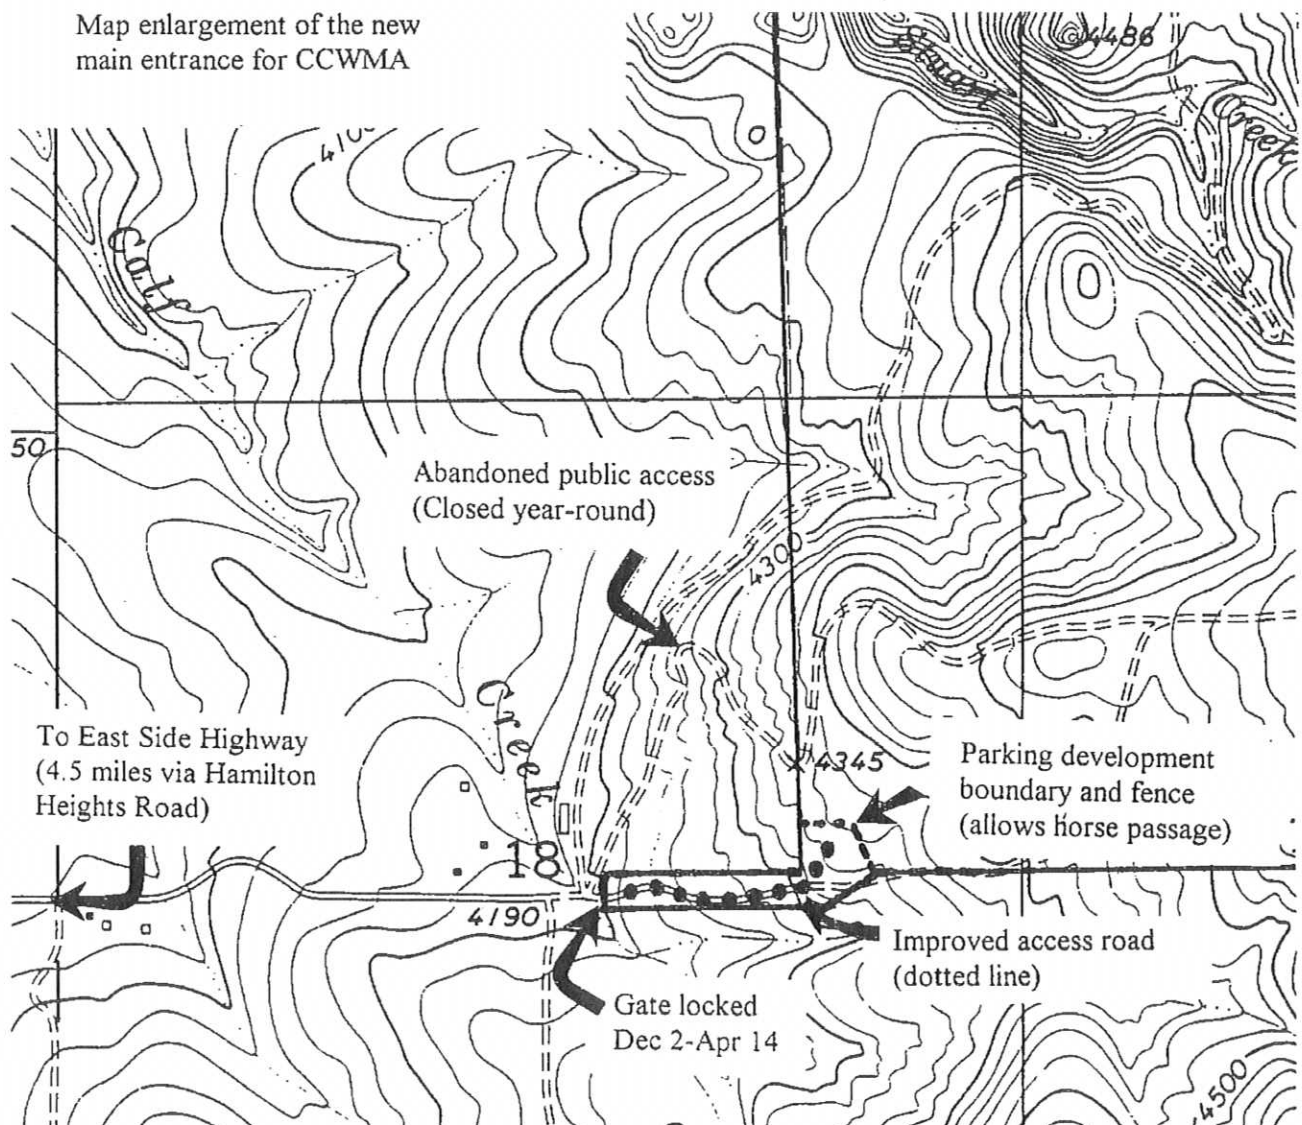 Map enlargement of the new
main entrance for CCWMA
Stuart
4486
Creek
4100
Calf
50
Abandoned public access
(Closed year-round)
4300
Creek
To East Side Highway
(4.5 miles via Hamilton
Heights Road)
4345
Parking development
boundary and fence
(allows horse passage)
18
4190
Improved access road
(dotted line)
Gate locked
Dec 2-Apr 14
4500